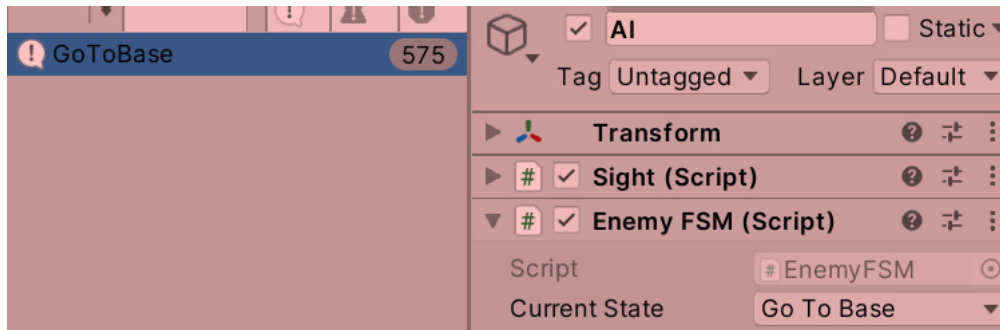 GoToBase 575
AI Static
Tag Untagged Layer Default
Transform
# Sight (Script)
# Enemy FSM (Script)
Script # EnemyFSM
Current State Go To Base